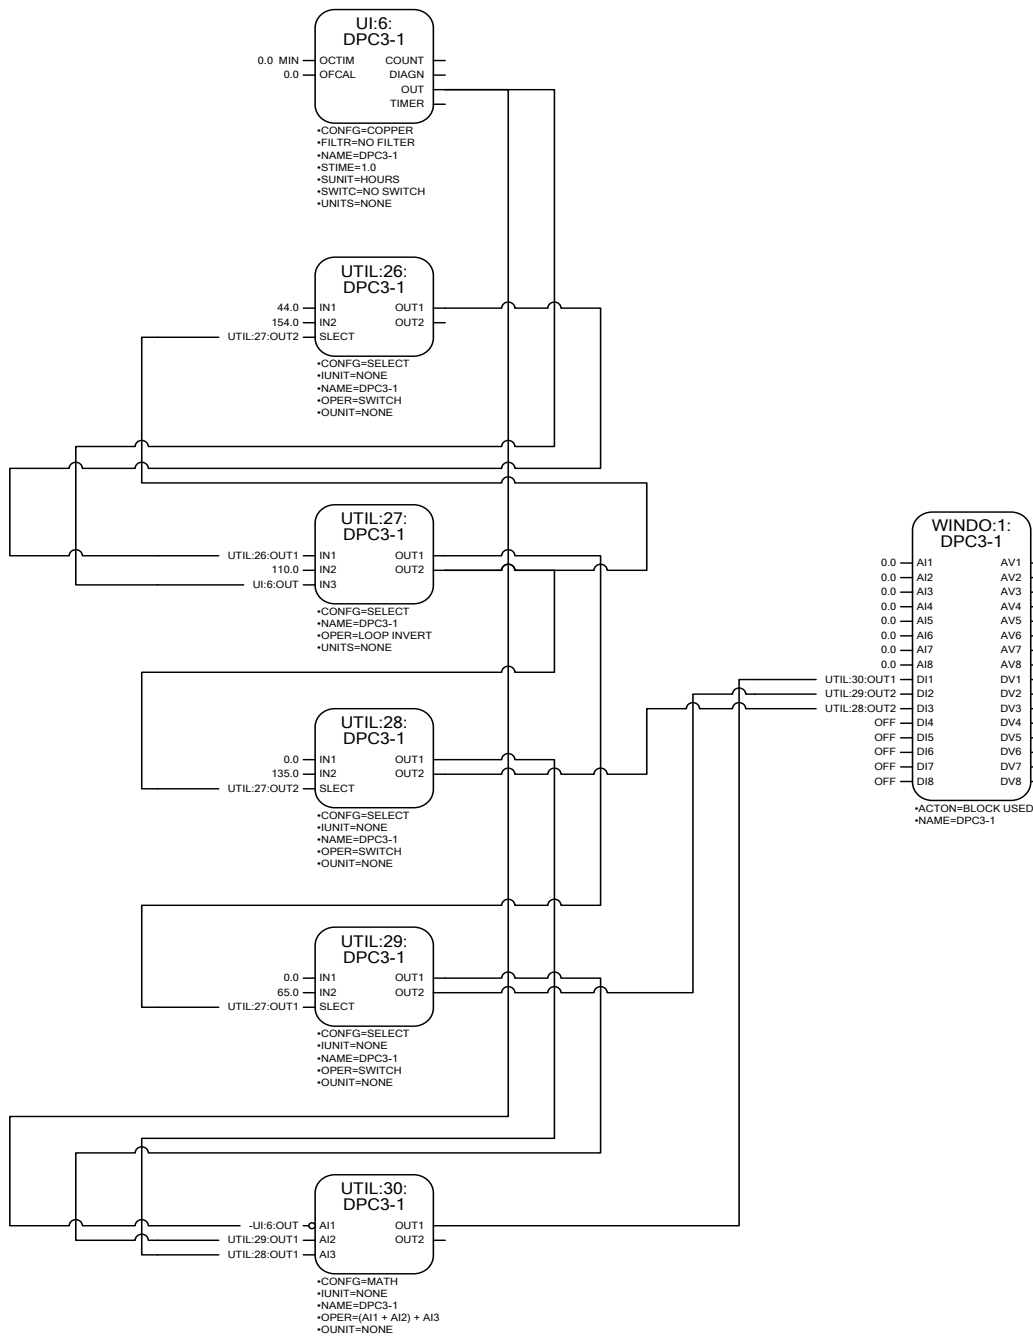 UI:6:
DPC3-1
0.0 MIN OCTIM COUNT
0.0 OFCAL DIAGN
OUT
TIMER
•CONFG=COPPER
•FILTR=NO FILTER
•NAME=DPC3-1
•STIME=1.0
•SUNIT=HOURS
•SWITC=NO SWITCH
•UNITS=NONE
UTIL:26:
DPC3-1
44.0 IN1 OUT1
154.0 IN2 OUT2
UTIL:27:OUT2 SLECT
•CONFG=SELECT
•IUNIT=NONE
•NAME=DPC3-1
•OPER=SWITCH
•OUNIT=NONE
UTIL:27:
DPC3-1
UTIL:26:OUT1 IN1 OUT1
110.0 IN2 OUT2
UI:6:OUT IN3
•CONFG=SELECT
•NAME=DPC3-1
•OPER=LOOP INVERT
•UNITS=NONE
UTIL:28:
DPC3-1
0.0 IN1 OUT1
135.0 IN2 OUT2
UTIL:27:OUT2 SLECT
•CONFG=SELECT
•IUNIT=NONE
•NAME=DPC3-1
•OPER=SWITCH
•OUNIT=NONE
UTIL:29:
DPC3-1
0.0 IN1 OUT1
65.0 IN2 OUT2
UTIL:27:OUT1 SLECT
•CONFG=SELECT
•IUNIT=NONE
•NAME=DPC3-1
•OPER=SWITCH
•OUNIT=NONE
UTIL:30:
DPC3-1
-UI:6:OUT AI1 OUT1
UTIL:29:OUT1 AI2 OUT2
UTIL:28:OUT1 AI3
•CONFG=MATH
•IUNIT=NONE
•NAME=DPC3-1
•OPER=(AI1 + AI2) + AI3
•OUNIT=NONE
WINDO:1:
DPC3-1
0.0 AI1 AV1
0.0 AI2 AV2
0.0 AI3 AV3
0.0 AI4 AV4
0.0 AI5 AV5
0.0 AI6 AV6
0.0 AI7 AV7
0.0 AI8 AV8
UTIL:30:OUT1 DI1 DV1
UTIL:29:OUT2 DI2 DV2
UTIL:28:OUT2 DI3 DV3
OFF DI4 DV4
OFF DI5 DV5
OFF DI6 DV6
OFF DI7 DV7
OFF DI8 DV8
•ACTON=BLOCK USED
•NAME=DPC3-1